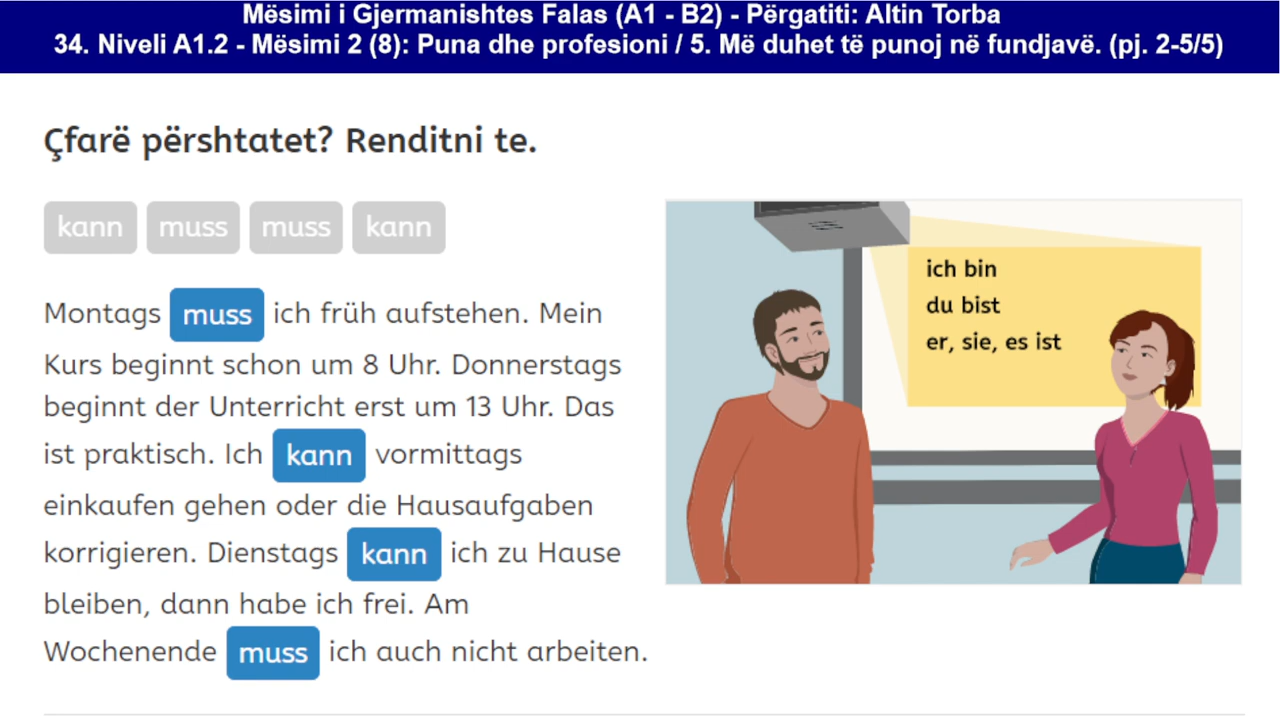 Mësimi i Gjermanishtes Falas (A1 - B2) - Përgatiti: Altin Torba
34. Niveli A1.2 - Mësimi 2 (8): Puna dhe profesioni / 5. Më duhet të punoj në fundjavë. (pj. 2-5/5)
Çfarë përshtatet? Renditni te.
kann muss muss kann
Montags muss ich früh aufstehen. Mein
Kurs beginnt schon um 8 Uhr. Donnerstags
beginnt der Unterricht erst um 13 Uhr. Das
ist praktisch. Ich kann vormittags
einkaufen gehen oder die Hausaufgaben
korrigieren. Dienstags kann ich zu Hause
bleiben, dann habe ich frei. Am
Wochenende muss ich auch nicht arbeiten.
ich bin
du bist
er, sie, es ist